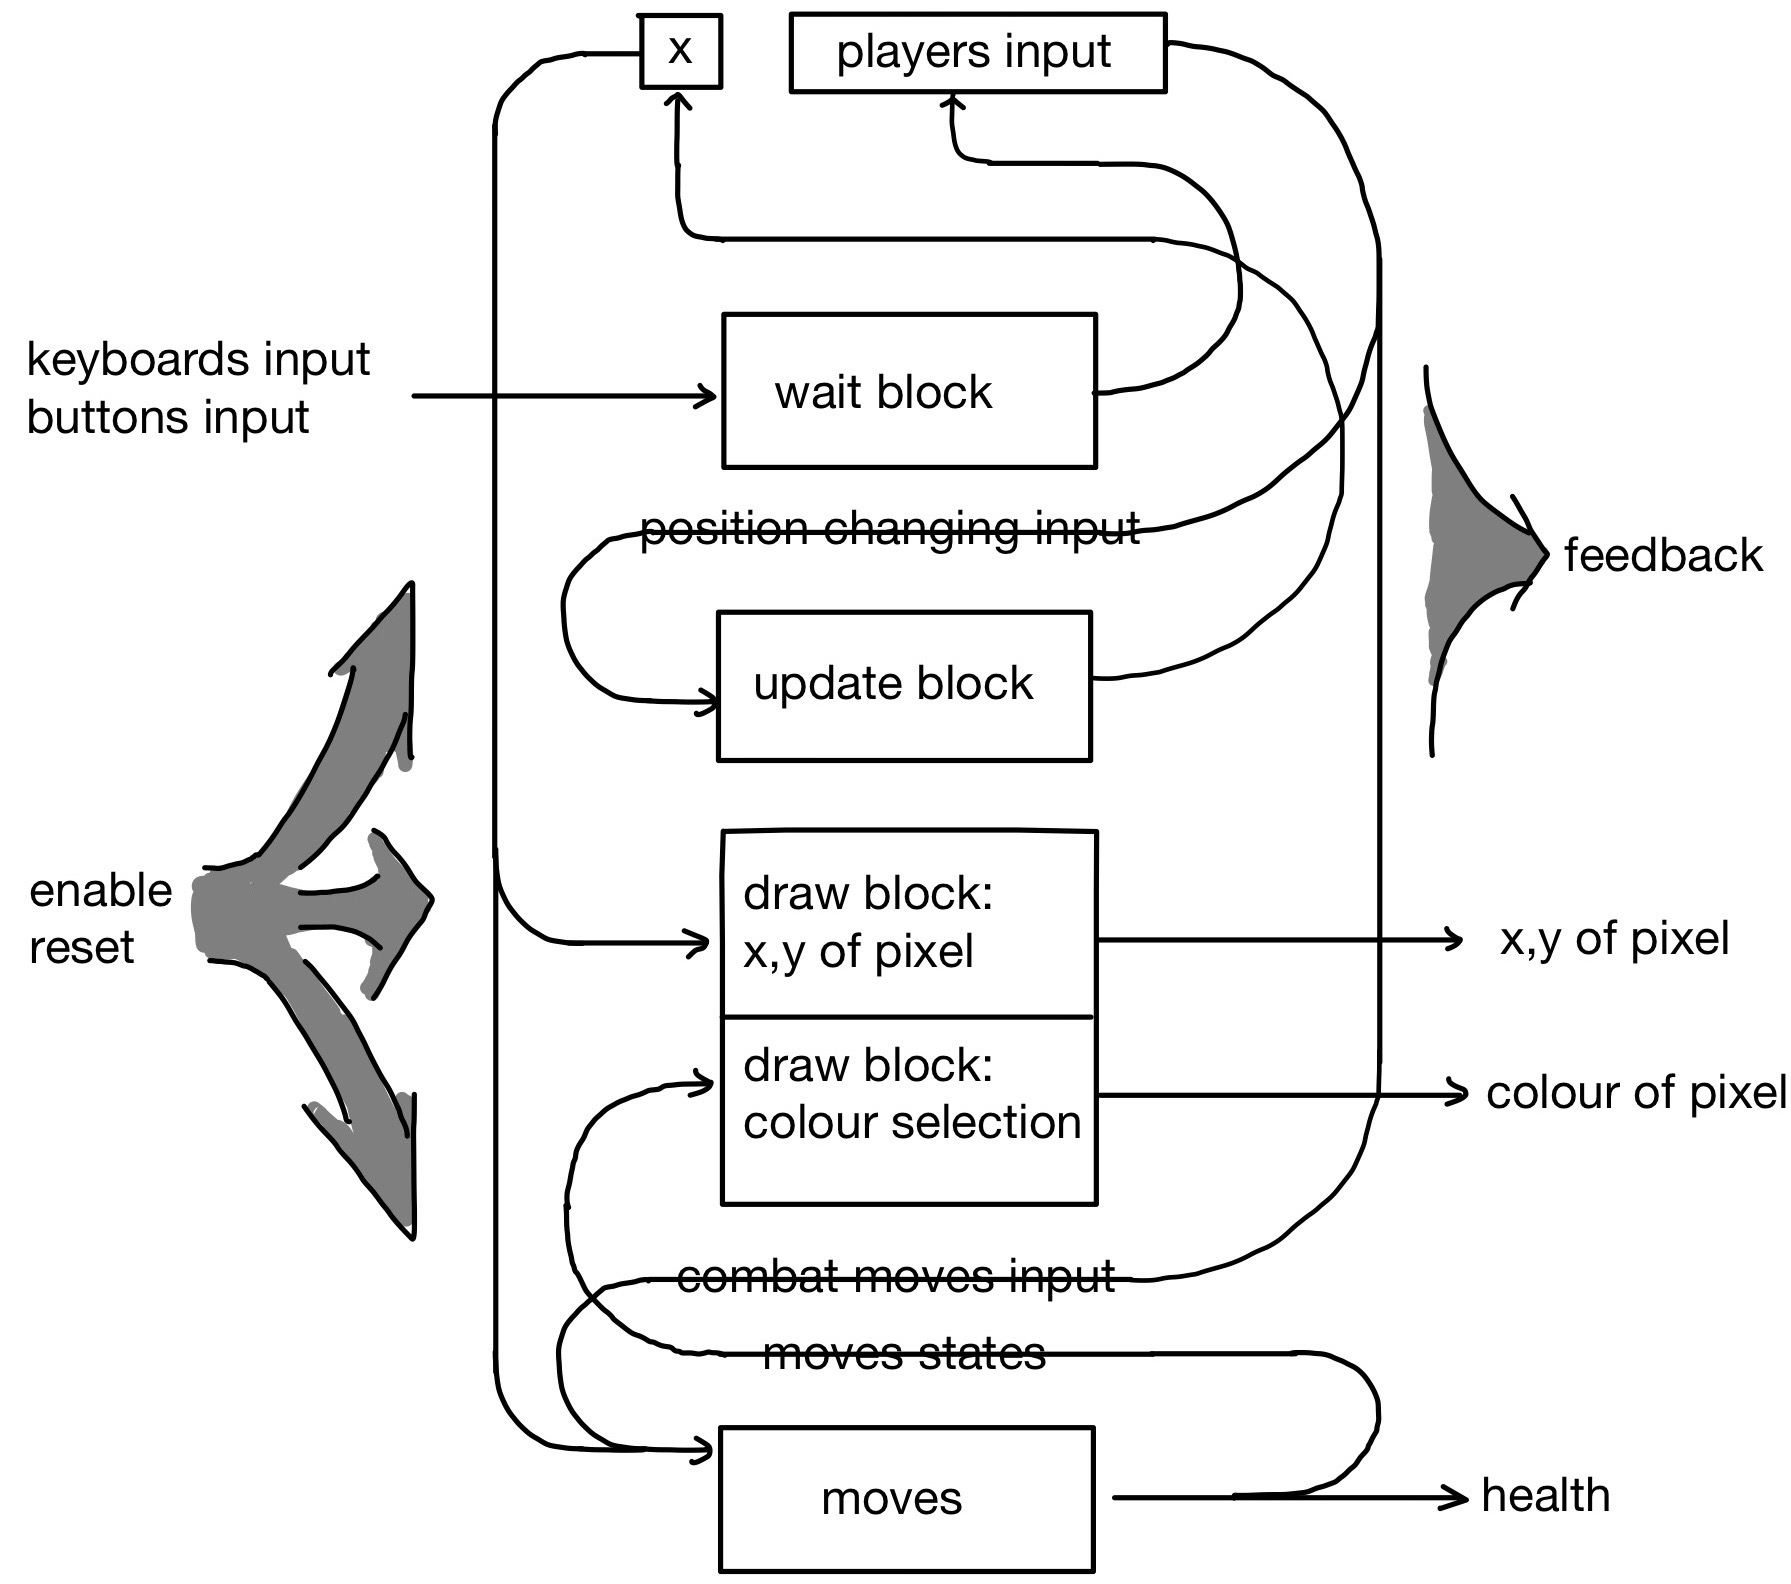 x
players input
keyboards input
buttons input
wait block
position changing input
feedback
update block
enable
reset
draw block:
x,y of pixel
x,y of pixel
draw block:
colour selection
colour of pixel
combat moves input
moves states
moves
health